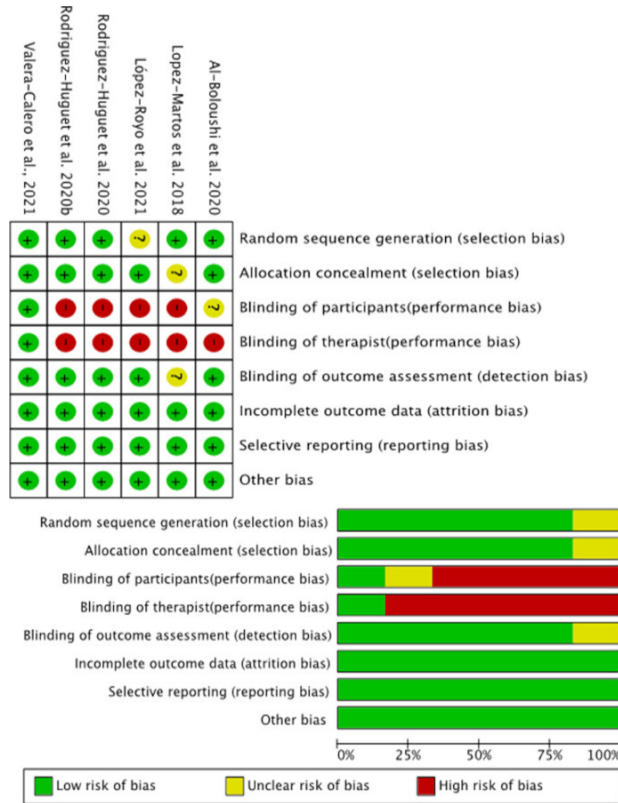 Valera-Calero et al., 2021
Rodriguez-Huguet et al. 2020b
Rodriguez-Huguet et al. 2020
López-Royo et al. 2021
Lopez-Martos et al. 2018
Al-Boloushi et al. 2020
+ + + ? + + Random sequence generation (selection bias)
+ + + + ? + Allocation concealment (selection bias)
+ - - - - ? Blinding of participants(performance bias)
+ - - - - - Blinding of therapist(performance bias)
+ + + + ? + Blinding of outcome assessment (detection bias)
+ + + + + + Incomplete outcome data (attrition bias)
+ + + + + + Selective reporting (reporting bias)
+ + + + + + Other bias
Random sequence generation (selection bias)
Allocation concealment (selection bias)
Blinding of participants(performance bias)
Blinding of therapist(performance bias)
Blinding of outcome assessment (detection bias)
Incomplete outcome data (attrition bias)
Selective reporting (reporting bias)
Other bias
0% 25% 50% 75% 100%
Low risk of bias Unclear risk of bias High risk of bias